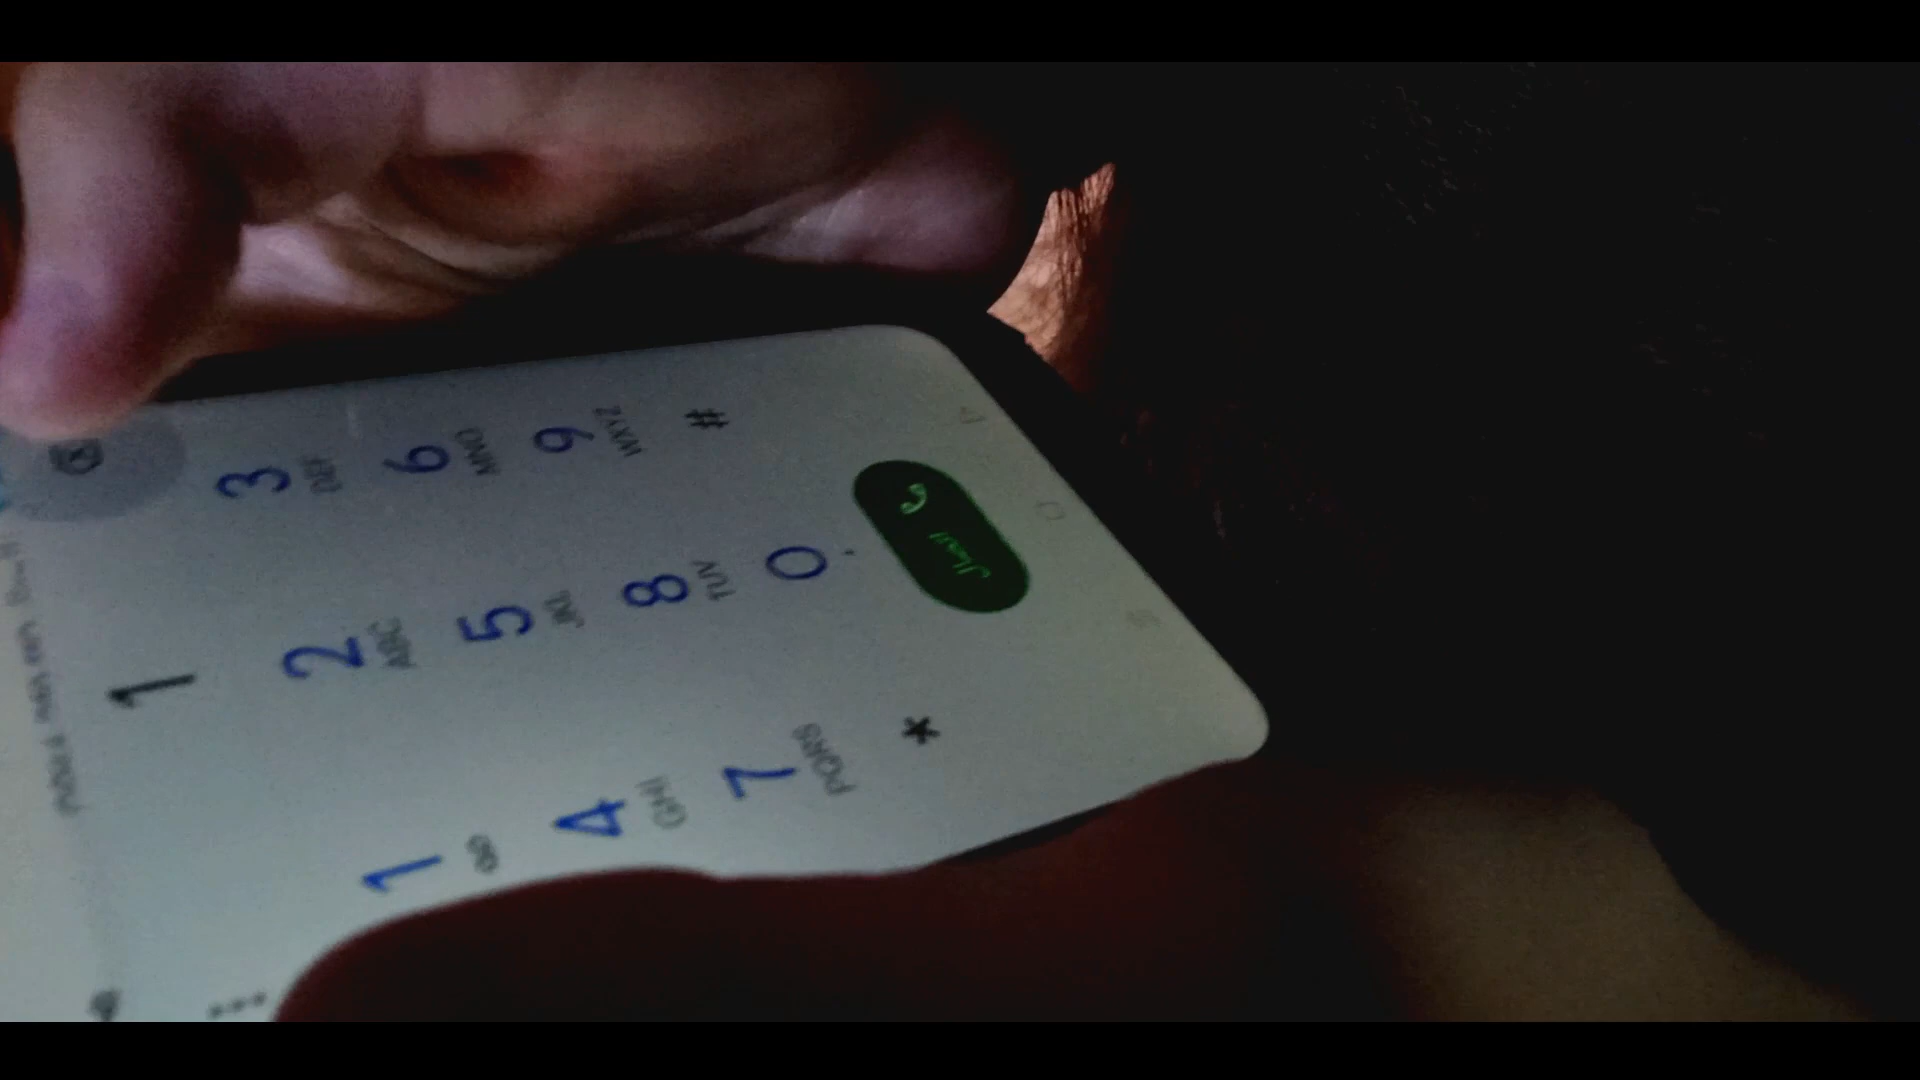 1
1
2 ABC
3 DEF
4 GHI
5 JKL
6 MNO
7 PQRS
8 TUV
9 WXYZ
*
0
#
اتصال